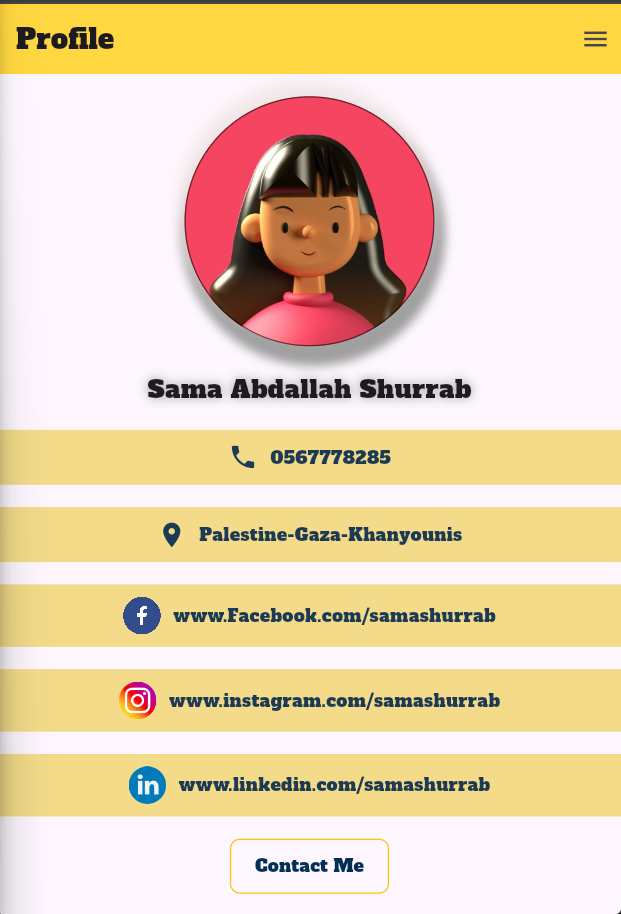 Profile
Sama Abdallah Shurrab
0567778285
Palestine-Gaza-Khanyounis
www.Facebook.com/samashurrab
www.instagram.com/samashurrab
www.linkedin.com/samashurrab
Contact Me